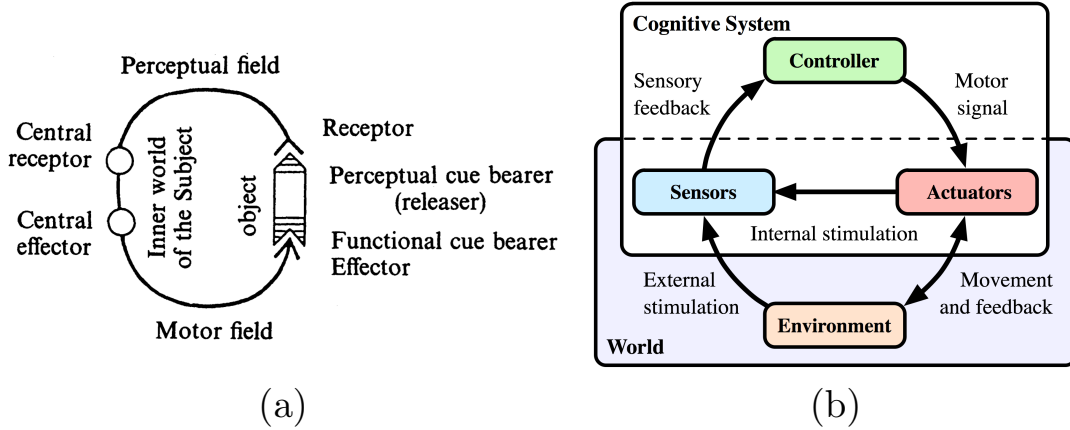 Perceptual field
Central
receptor
Central
effector
Inner world
of the Subject
object
Receptor
Perceptual cue bearer
(releaser)
Functional cue bearer
Effector
Motor field
(a)
Cognitive System
Controller
Sensory
feedback
Motor
signal
Sensors
Actuators
Internal stimulation
External
stimulation
Movement
and feedback
Environment
World
(b)